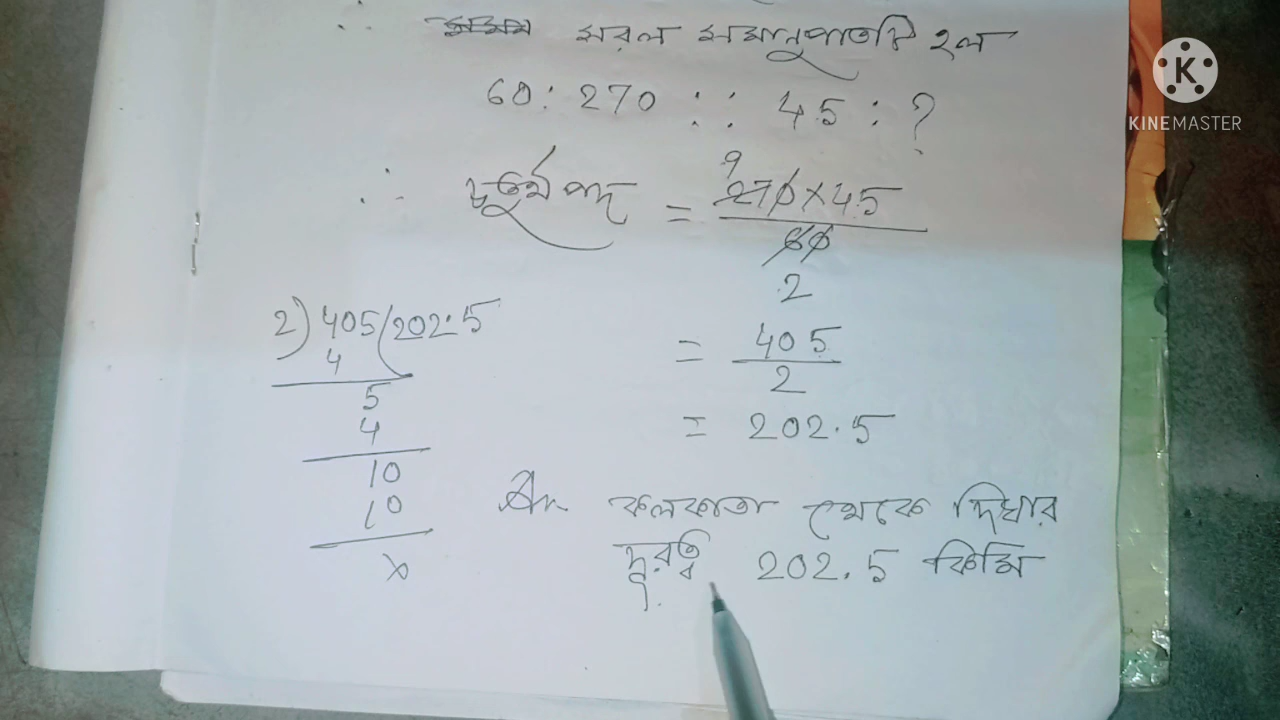 ∴ সরল সমানুপাতটি হল
60 : 270 :: 45 : ?
∴ চতুর্থ পদ = 270 × 45 / 60
9
2
= 405 / 2
= 202.5
2) 405 (202.5
4
5
4
10
10
x
An কলকাতা থেকে দিঘার
দূরত্ব 202.5 কিমি
K
KINEMASTER